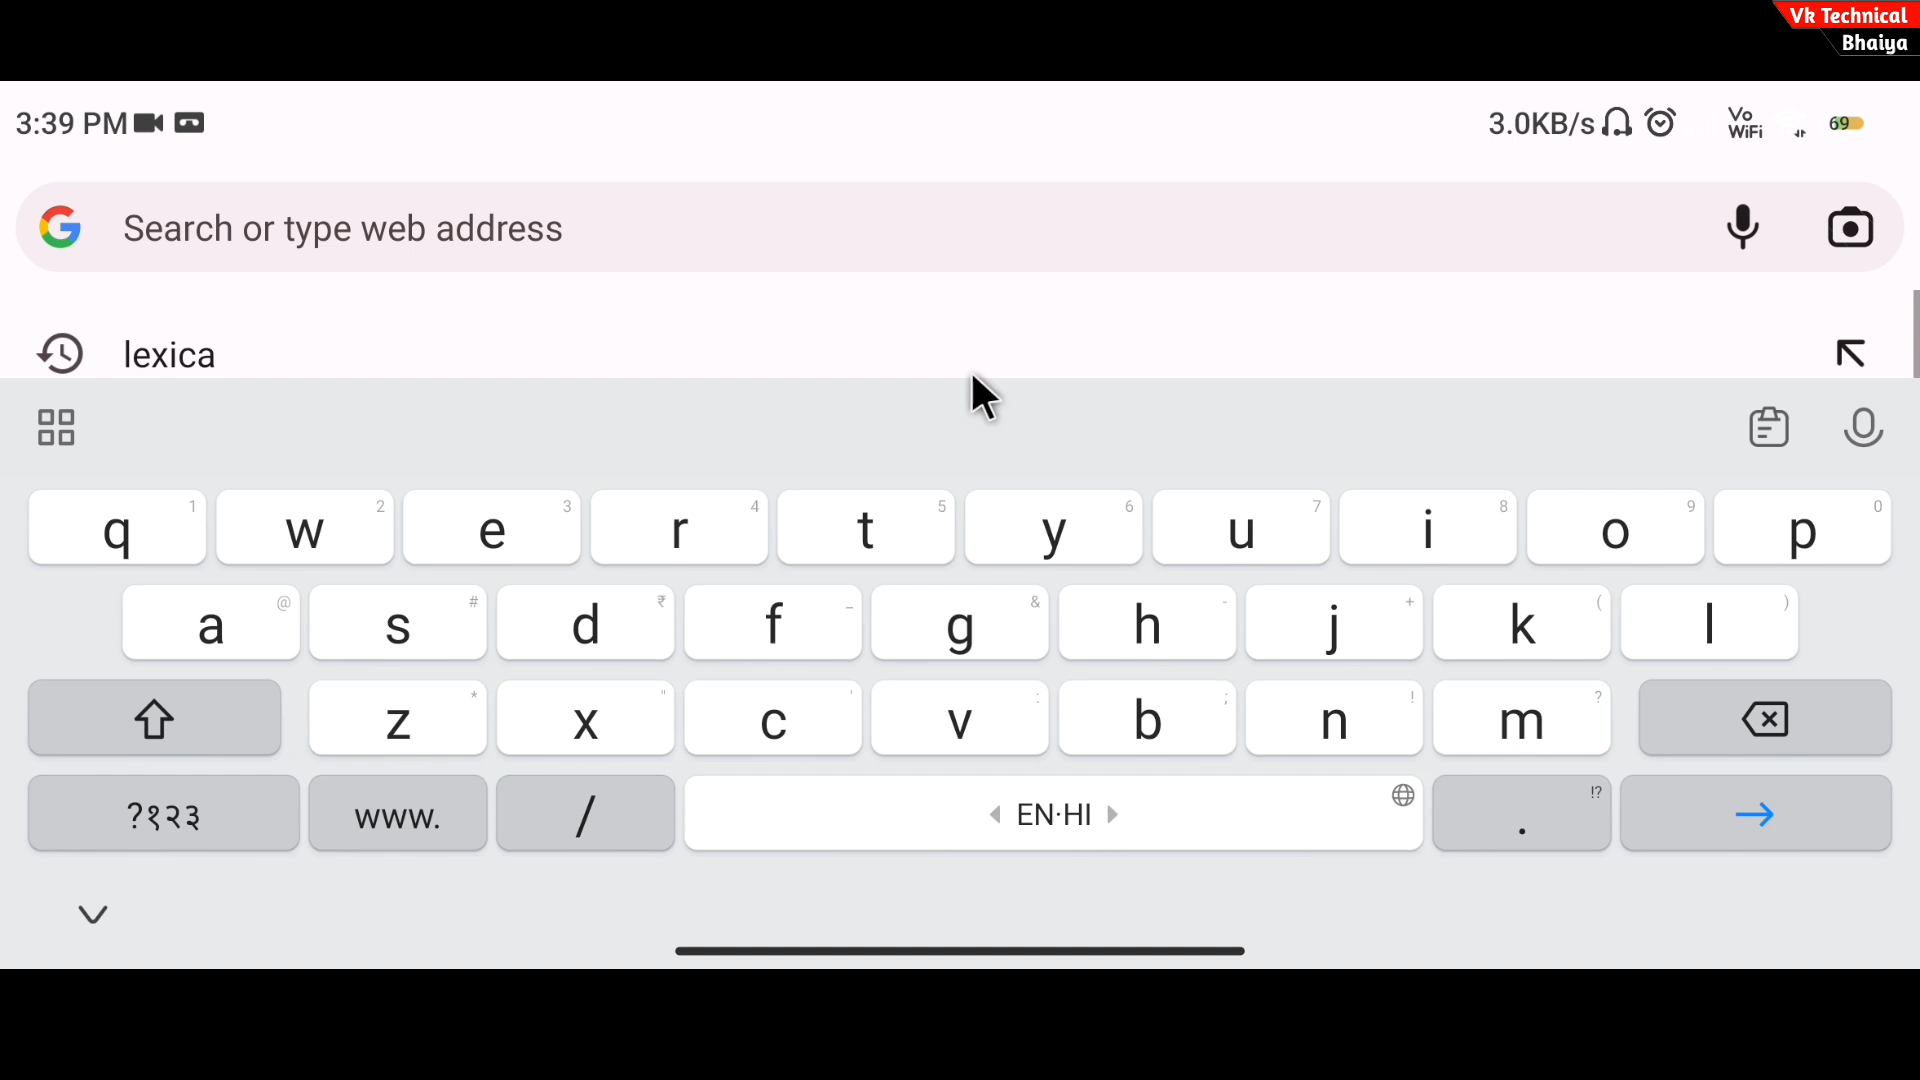 Vk Technical
Bhaiya
3:39 PM 3.0KB/s Vo WiFi 69
Search or type web address
lexica
q 1 w 2 e 3 r 4 t 5 y 6 u 7 i 8 o 9 p 0
a @ s # d ₹ f _ g & h - j + k ( l )
z * x " c ' v : b ; n ! m ?
?१२३ www. / EN·HI . !?